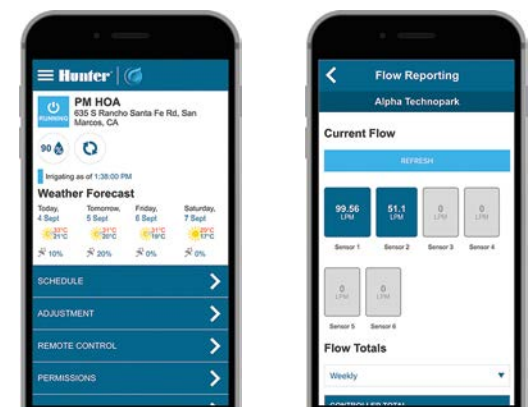 Hunter
RUNNING
PM HOA
635 S Rancho Santa Fe Rd, San
Marcos, CA
90
Irrigating as of 1:38:00 PM
Weather Forecast
Today, Tomorrow, Friday, Saturday,
4 Sept 5 Sept 6 Sept 7 Sept
21°C 20°C 17°C
10% 20% 0% 0%
SCHEDULE
ADJUSTMENT
REMOTE CONTROL
PERMISSIONS
Flow Reporting
Alpha Technopark
Current Flow
REFRESH
99.56 51.1 0 0
LPM LPM LPM LPM
Sensor 1 Sensor 2 Sensor 3 Sensor 4
0 0
LPM LPM
Sensor 5 Sensor 6
Flow Totals
Weekly
CONTROLLER TOTAL